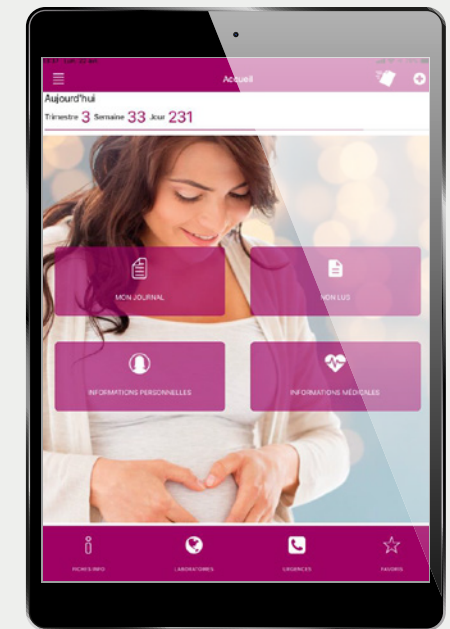 Accueil
Aujourd'hui
Trimestre 3 Semaine 33 Jour 231
MON JOURNAL
NON LUS
INFORMATIONS PERSONNELLES
INFORMATIONS MÉDICALES
FICHES INFO
LABORATOIRES
URGENCES
FAVORIS